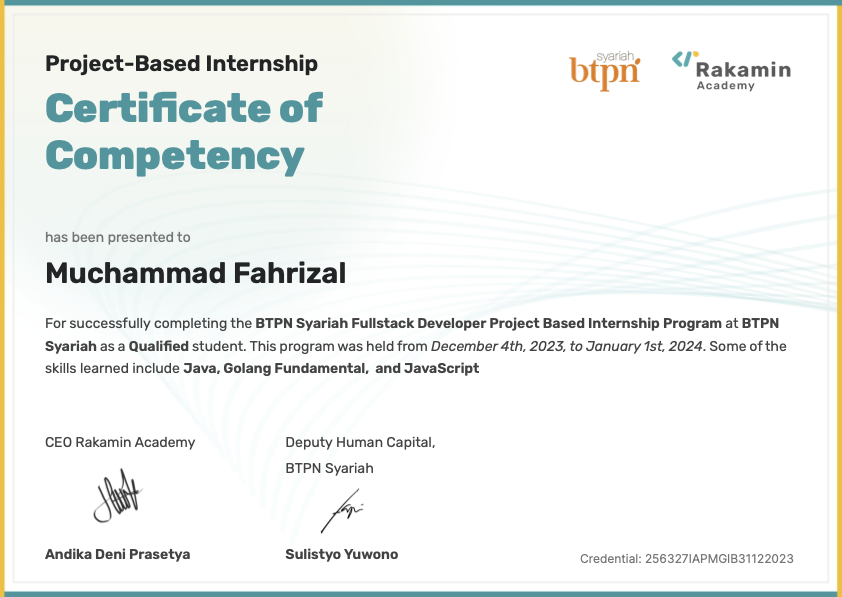 Project-Based Internship
syariah
btpn
Rakamin
Academy
Certificate of
Competency
has been presented to
Muchammad Fahrizal
For successfully completing the BTPN Syariah Fullstack Developer Project Based Internship Program at BTPN
Syariah as a Qualified student. This program was held from December 4th, 2023, to January 1st, 2024. Some of the
skills learned include Java, Golang Fundamental,  and JavaScript
CEO Rakamin Academy
Deputy Human Capital,
BTPN Syariah
Andika Deni Prasetya
Sulistyo Yuwono
Credential: 256327IAPMGIB31122023